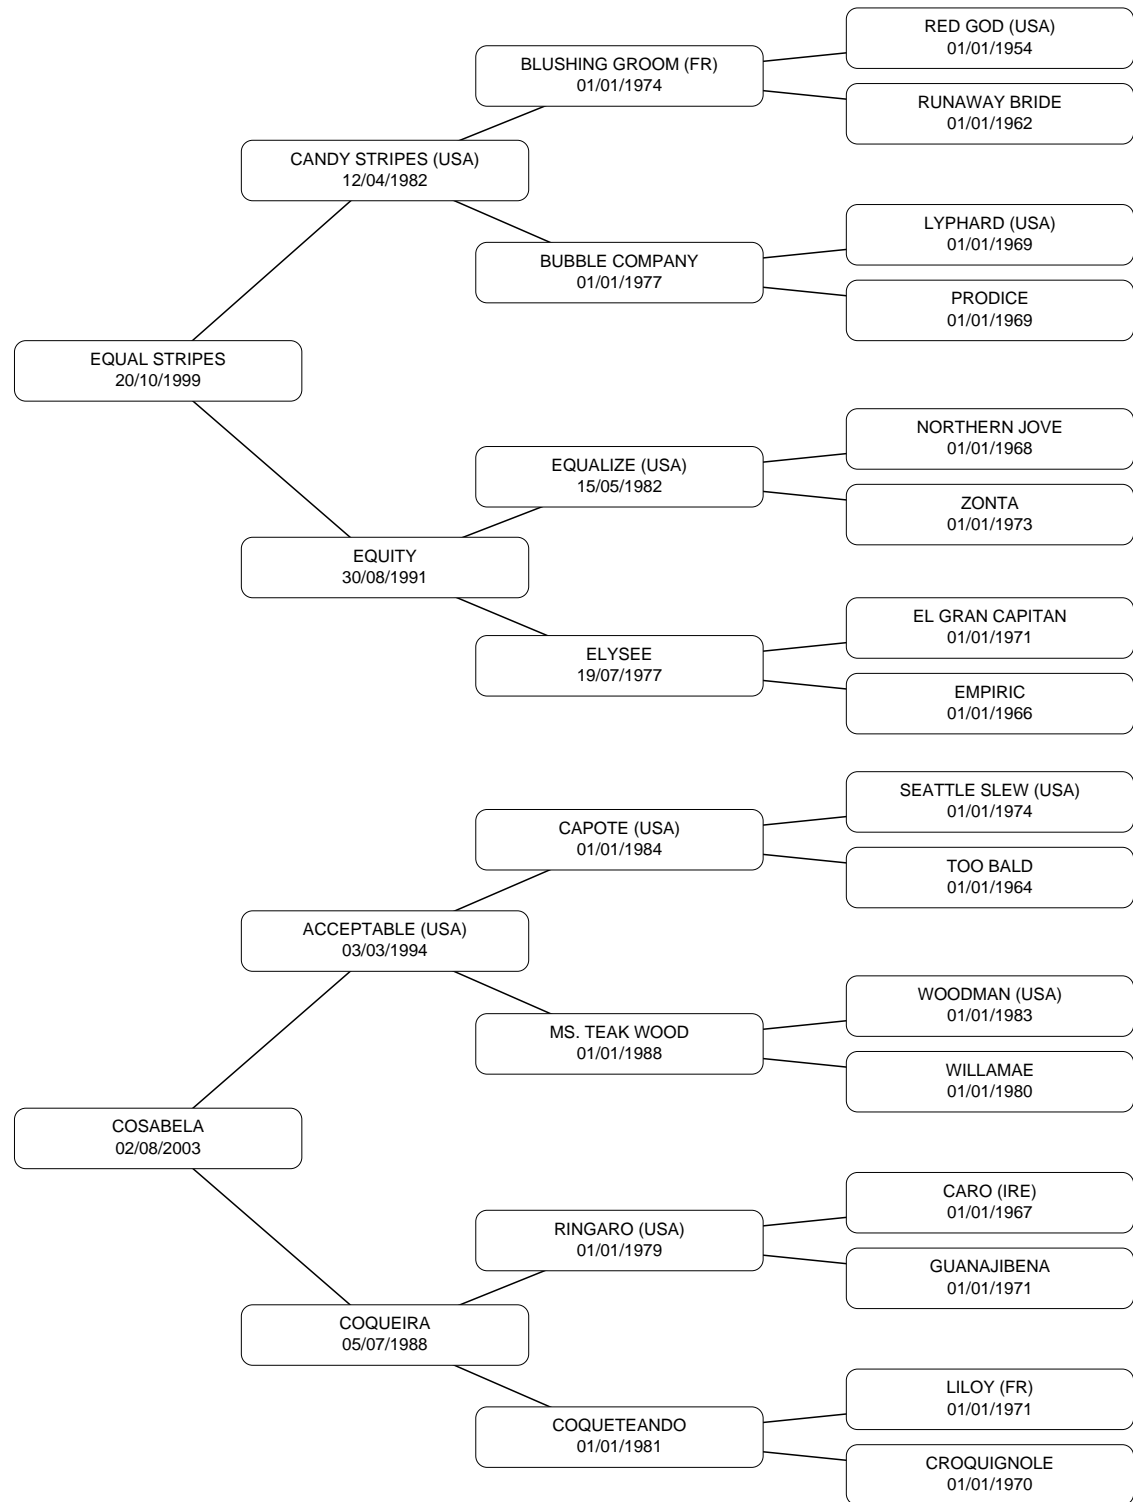 RED GOD (USA)
01/01/1954
BLUSHING GROOM (FR)
01/01/1974
RUNAWAY BRIDE
01/01/1962
CANDY STRIPES (USA)
12/04/1982
LYPHARD (USA)
01/01/1969
BUBBLE COMPANY
01/01/1977
PRODICE
01/01/1969
EQUAL STRIPES
20/10/1999
NORTHERN JOVE
01/01/1968
EQUALIZE (USA)
15/05/1982
ZONTA
01/01/1973
EQUITY
30/08/1991
EL GRAN CAPITAN
01/01/1971
ELYSEE
19/07/1977
EMPIRIC
01/01/1966
SEATTLE SLEW (USA)
01/01/1974
CAPOTE (USA)
01/01/1984
TOO BALD
01/01/1964
ACCEPTABLE (USA)
03/03/1994
WOODMAN (USA)
01/01/1983
MS. TEAK WOOD
01/01/1988
WILLAMAE
01/01/1980
COSABELA
02/08/2003
CARO (IRE)
01/01/1967
RINGARO (USA)
01/01/1979
GUANAJIBENA
01/01/1971
COQUEIRA
05/07/1988
LILOY (FR)
01/01/1971
COQUETEANDO
01/01/1981
CROQUIGNOLE
01/01/1970